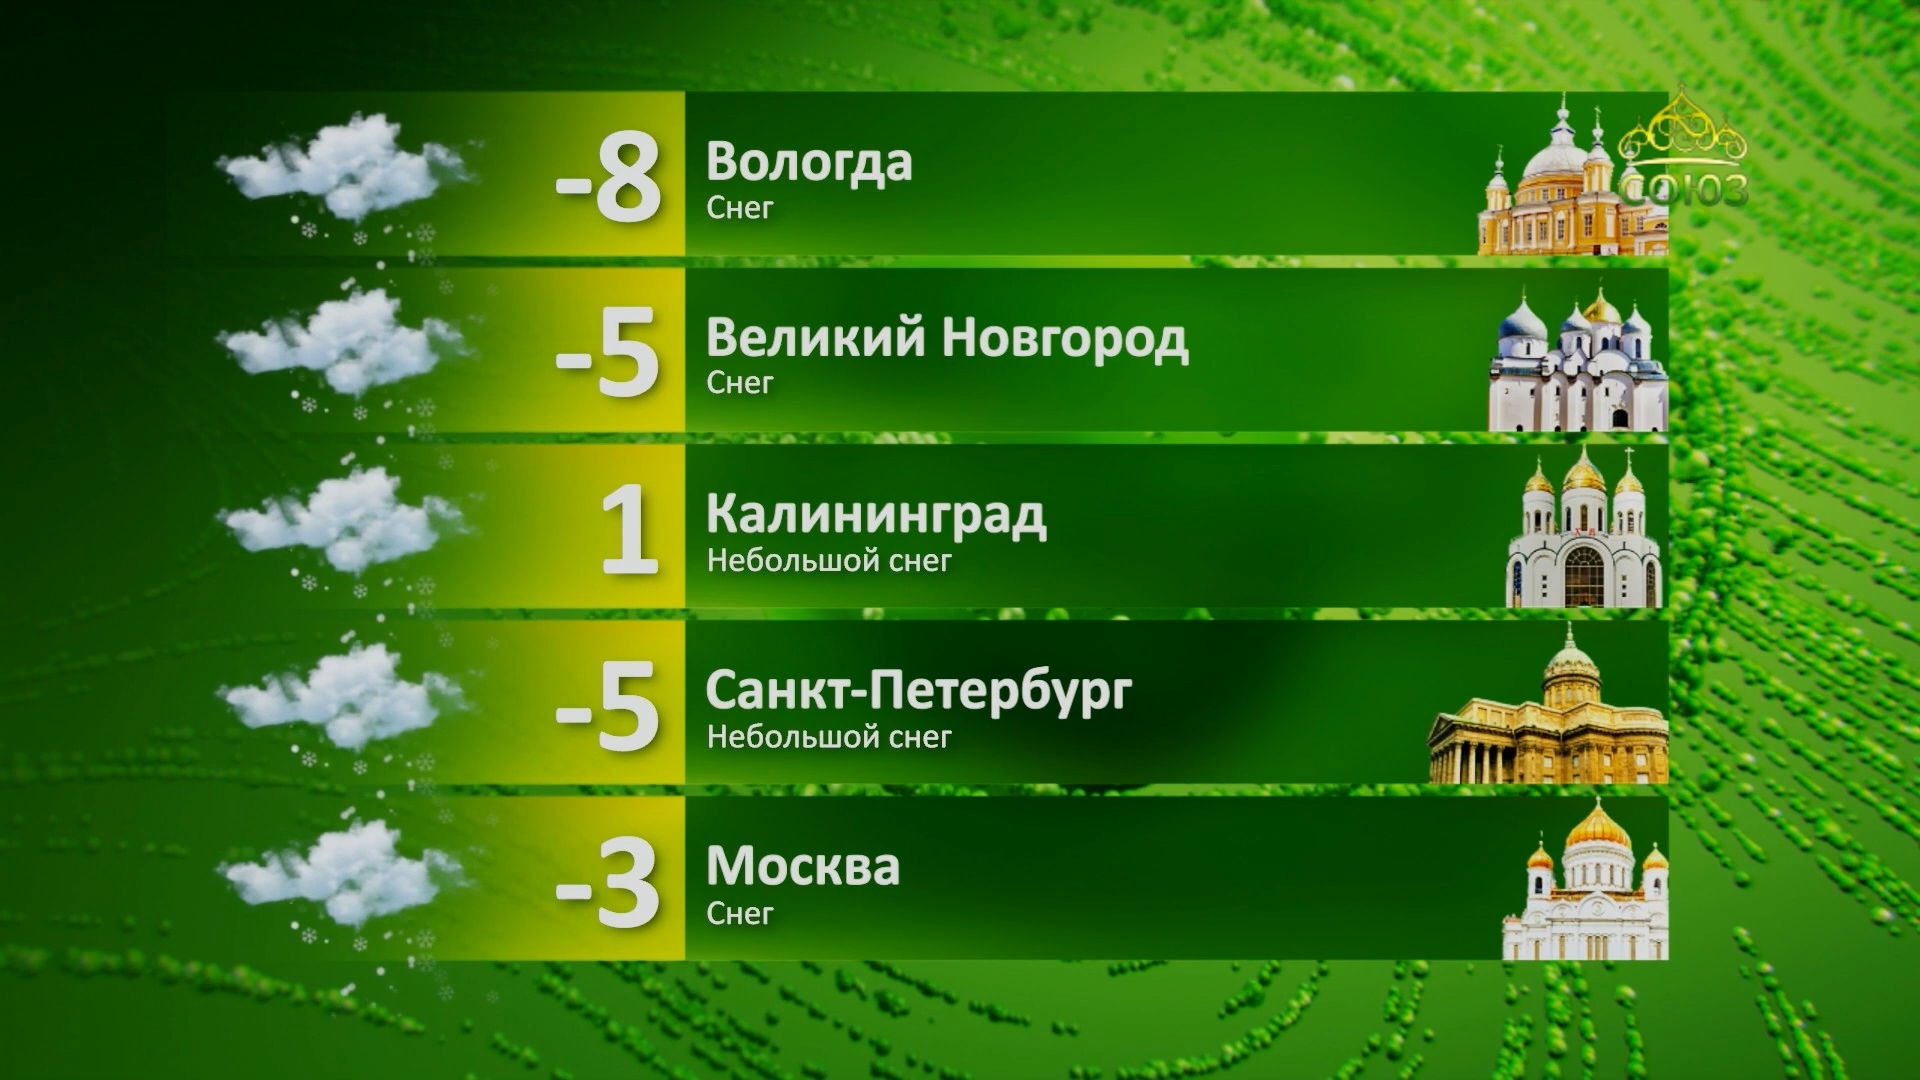 -8
Вологда
Снег
СОЮЗ
-5
Великий Новгород
Снег
1
Калининград
Небольшой снег
-5
Санкт-Петербург
Небольшой снег
-3
Москва
Снег